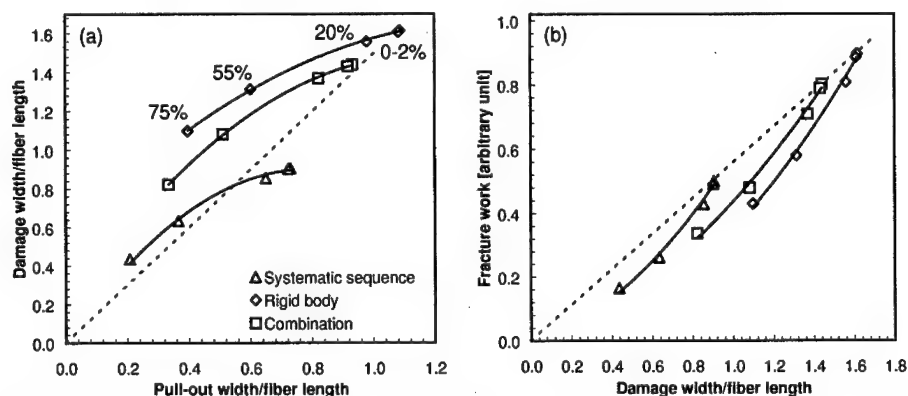 (a)
Damage width/fiber length
1.6
1.4
1.2
1.0
0.8
0.6
0.4
0.2
0.0
20%
0-2%
55%
75%
Systematic sequence
Rigid body
Combination
0.0 0.2 0.4 0.6 0.8 1.0 1.2
Pull-out width/fiber length
(b)
Fracture work [arbitrary unit]
1.0
0.8
0.6
0.4
0.2
0.0
0.0 0.2 0.4 0.6 0.8 1.0 1.2 1.4 1.6 1.8
Damage width/fiber length